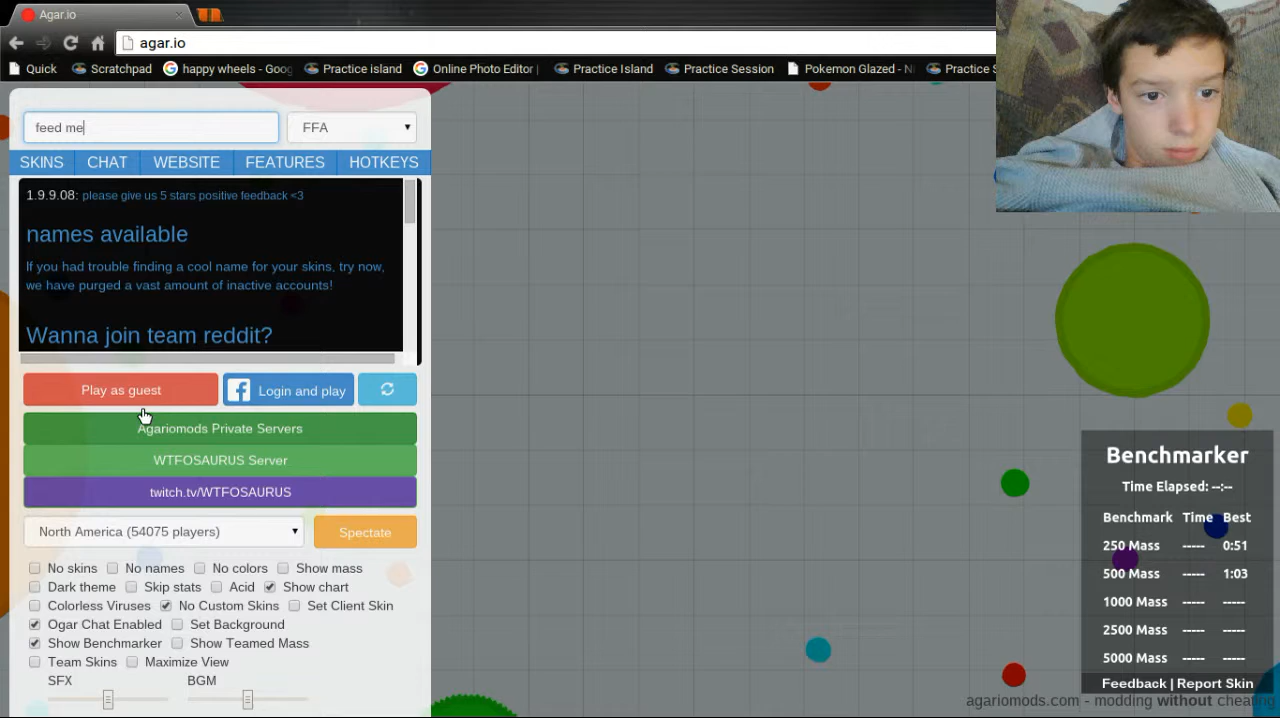 Agar.io
agar.io
Quick Scratchpad happy wheels - Goo Practice island Online Photo Editor | Practice Island Practice Session Pokemon Glazed - N Practice S
feed me FFA
SKINS CHAT WEBSITE FEATURES HOTKEYS
1.9.9.08: please give us 5 stars positive feedback <3
names available
If you had trouble finding a cool name for your skins, try now,
we have purged a vast amount of inactive accounts!
Wanna join team reddit?
Play as guest Login and play
Agariomods Private Servers
WTFOSAURUS Server
twitch.tv/WTFOSAURUS
North America (54075 players) Spectate
No skins No names No colors Show mass
Dark theme Skip stats Acid Show chart
Colorless Viruses No Custom Skins Set Client Skin
Ogar Chat Enabled Set Background
Show Benchmarker Show Teamed Mass
Team Skins Maximize View
SFX BGM
Benchmarker
Time Elapsed: --:--
Benchmark Time Best
250 Mass ----- 0:51
500 Mass ----- 1:03
1000 Mass ----- -----
2500 Mass ----- -----
5000 Mass ----- -----
Feedback | Report Skin
agariomods.com - modding without cheating